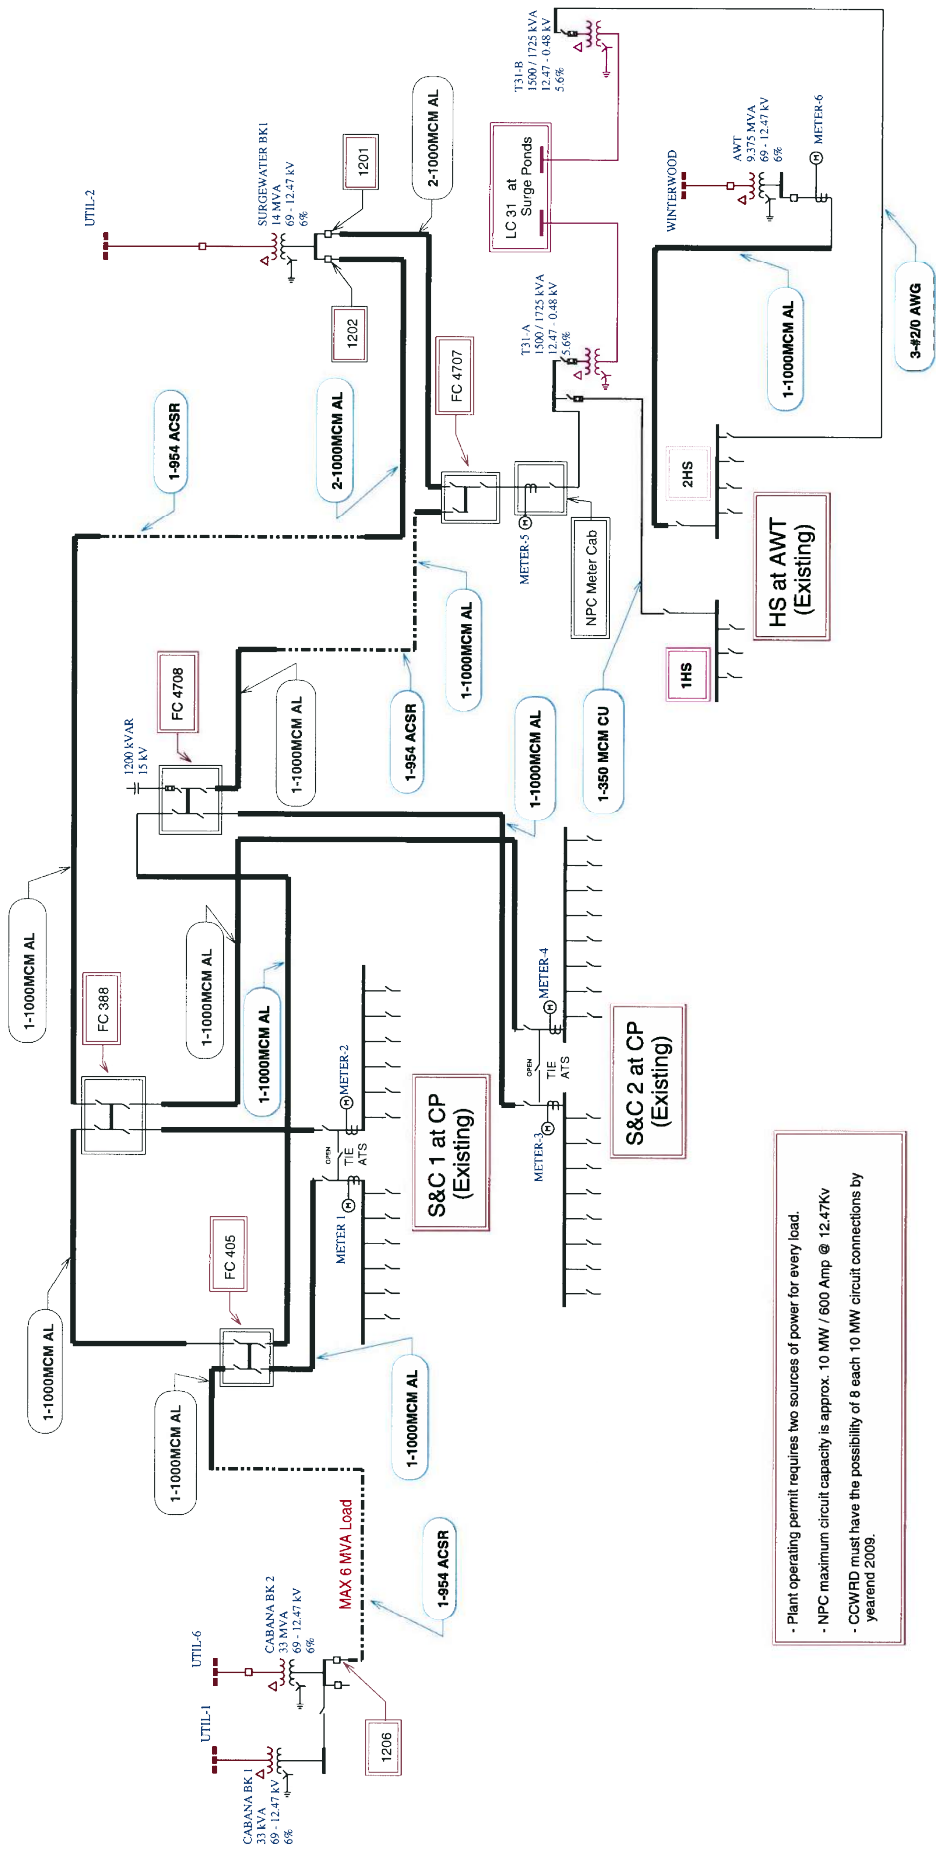 UTIL-1
CABANA BK 1
33 kVA
69 - 12.47 kV
6%
UTIL-6
CABANA BK 2
33 MVA
69 - 12.47 kV
6%
1206
MAX 6 MVA Load
1-954 ACSR
1-1000MCM AL
1-1000MCM AL
FC 405
1-1000MCM AL
FC 388
1-1000MCM AL
1-1000MCM AL
1-1000MCM AL
METER 1
OPEN
TIE
ATS
METER-2
S&C 1 at CP
(Existing)
METER-3
OPEN
TIE
ATS
METER-4
S&C 2 at CP
(Existing)
1200 kVAR
15 kV
FC 4708
1-1000MCM AL
1-954 ACSR
1-1000MCM AL
1-1000MCM AL
1-350 MCM CU
1-954 ACSR
2-1000MCM AL
UTIL-2
SURGEWATER BK1
14 MVA
69 - 12.47 kV
6%
1202
1201
2-1000MCM AL
FC 4707
METER-5
NPC Meter Cab
T31-A
1500 / 1725 kVA
12.47 - 0.48 kV
5.6%
LC 31 at
Surge Ponds
T31-B
1500 / 1725 kVA
12.47 - 0.48 kV
5.6%
WINTERWOOD
AWT
9.375 MVA
69 - 12.47 kV
6%
METER-6
1-1000MCM AL
3-#2/0 AWG
1HS
2HS
HS at AWT
(Existing)
- Plant operating permit requires two sources of power for every load.
- NPC maximum circuit capacity is approx. 10 MW / 600 Amp @ 12.47Kv
- CCWRD must have the possibility of 8 each 10 MW circuit connections by
yearend 2009.
M
M
M
M
M
M